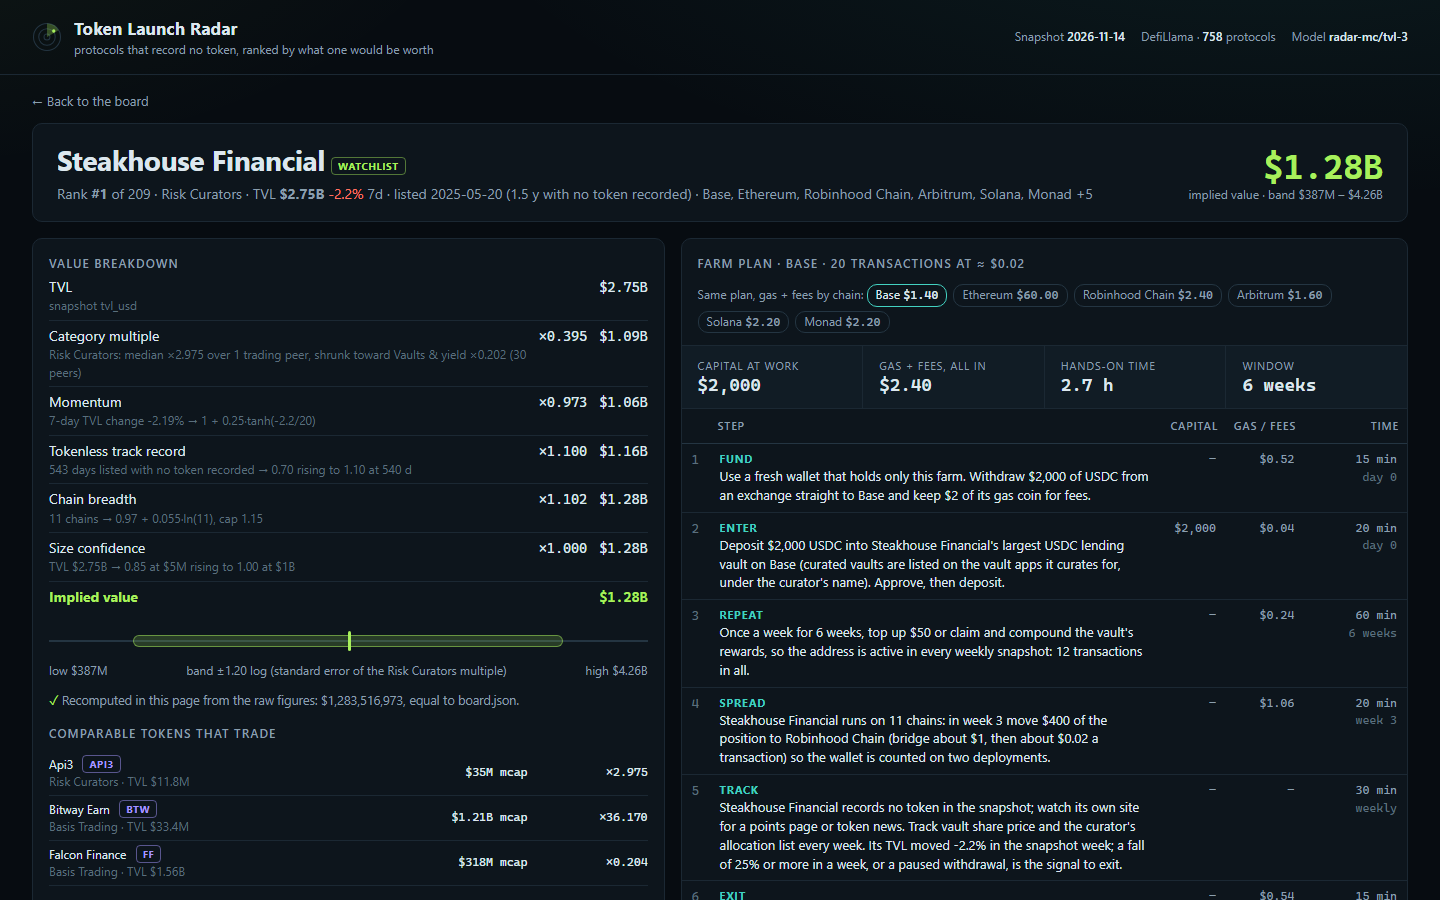 Token Launch Radar
protocols that record no token, ranked by what one would be worth
Snapshot 2026-11-14 DefiLlama · 758 protocols Model radar-mc/tvl-3
← Back to the board
Steakhouse Financial WATCHLIST
Rank #1 of 209 · Risk Curators · TVL $2.75B -2.2% 7d · listed 2025-05-20 (1.5 y with no token recorded) · Base, Ethereum, Robinhood Chain, Arbitrum, Solana, Monad +5
$1.28B
implied value · band $387M – $4.26B
VALUE BREAKDOWN
TVL $2.75B
snapshot tvl_usd
Category multiple ×0.395 $1.09B
Risk Curators: median ×2.975 over 1 trading peer, shrunk toward Vaults & yield ×0.202 (30
peers)
Momentum ×0.973 $1.06B
7-day TVL change -2.19% → 1 + 0.25·tanh(-2.2/20)
Tokenless track record ×1.100 $1.16B
543 days listed with no token recorded → 0.70 rising to 1.10 at 540 d
Chain breadth ×1.102 $1.28B
11 chains → 0.97 + 0.055·ln(11), cap 1.15
Size confidence ×1.000 $1.28B
TVL $2.75B → 0.85 at $5M rising to 1.00 at $1B
Implied value $1.28B
low $387M band ±1.20 log (standard error of the Risk Curators multiple) high $4.26B
✓ Recomputed in this page from the raw figures: $1,283,516,973, equal to board.json.
COMPARABLE TOKENS THAT TRADE
Api3 API3 $35M mcap ×2.975
Risk Curators · TVL $11.8M
Bitway Earn BTW $1.21B mcap ×36.170
Basis Trading · TVL $33.4M
Falcon Finance FF $318M mcap ×0.204
Basis Trading · TVL $1.56B
FARM PLAN · BASE · 20 TRANSACTIONS AT ≈ $0.02
Same plan, gas + fees by chain: Base $1.40 Ethereum $60.00 Robinhood Chain $2.40 Arbitrum $1.60
Solana $2.20 Monad $2.20
CAPITAL AT WORK GAS + FEES, ALL IN HANDS-ON TIME WINDOW
$2,000 $2.40 2.7 h 6 weeks
STEP CAPITAL GAS / FEES TIME
1 FUND – $0.52 15 min
Use a fresh wallet that holds only this farm. Withdraw $2,000 of USDC from day 0
an exchange straight to Base and keep $2 of its gas coin for fees.
2 ENTER $2,000 $0.04 20 min
Deposit $2,000 USDC into Steakhouse Financial's largest USDC lending day 0
vault on Base (curated vaults are listed on the vault apps it curates for,
under the curator's name). Approve, then deposit.
3 REPEAT – $0.24 60 min
Once a week for 6 weeks, top up $50 or claim and compound the vault's 6 weeks
rewards, so the address is active in every weekly snapshot: 12 transactions
in all.
4 SPREAD – $1.06 20 min
Steakhouse Financial runs on 11 chains: in week 3 move $400 of the week 3
position to Robinhood Chain (bridge about $1, then about $0.02 a
transaction) so the wallet is counted on two deployments.
5 TRACK – – 30 min
Steakhouse Financial records no token in the snapshot; watch its own site weekly
for a points page or token news. Track vault share price and the curator's
allocation list every week. Its TVL moved -2.2% in the snapshot week; a fall
of 25% or more in a week, or a paused withdrawal, is the signal to exit.
6 EXIT – $0.54 15 min